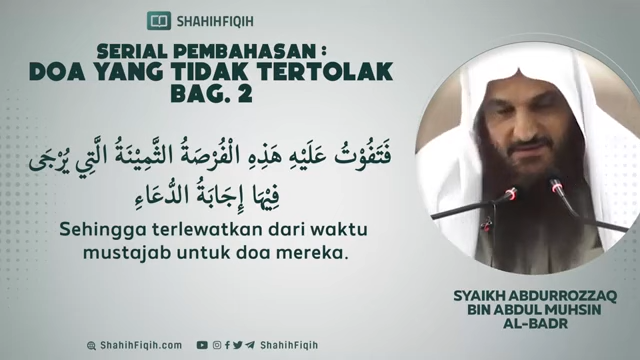 SHAHIHFIQIH
SERIAL PEMBAHASAN :
DOA YANG TIDAK TERTOLAK
BAG. 2
فَتَفُوْتُ عَلَيْهِ هَذِهِ الْفُرْصَةُ الثَّمِيْنَةُ الَّتِي يُرْجَى
فِيْهَا إِجَابَةُ الدُّعَاءِ
Sehingga terlewatkan dari waktu
mustajab untuk doa mereka.
SYAIKH ABDURROZZAQ
BIN ABDUL MUHSIN
AL-BADR
ShahihFiqih.com ShahihFiqih